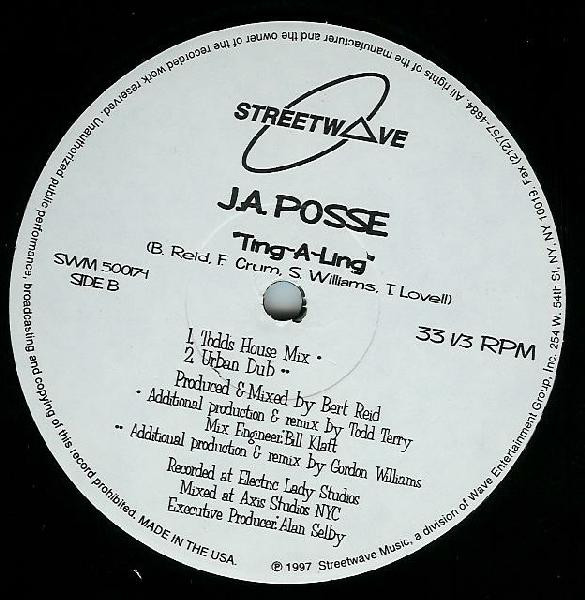 STREETWAVE
J.A. POSSE
"Ting-A-Ling"
(B. Reid, F. Crum, S. Williams, T. Lovell)
SWM 50017-1
SIDE B
33 1/3 RPM
1. Todds House Mix •
2. Urban Dub ••
Produced & Mixed by Bert Reid
• Additional production & remix by Todd Terry
Mix Engineer: Bill Klatt
•• Additional production & remix by Gordon Williams
Recorded at Electric Lady Studios
Mixed at Axis Studios NYC
Executive Producer: Alan Selby
℗ 1997 Streetwave Music, a division of Wave Entertainment Group, Inc. 254 W. 54th St. NY, NY 10019. Fax (212)757-4684. All rights of the manufacturer and of the owner of the recorded work reserved. Unauthorized public performance, broadcasting and copying of this record prohibited. MADE IN THE USA.